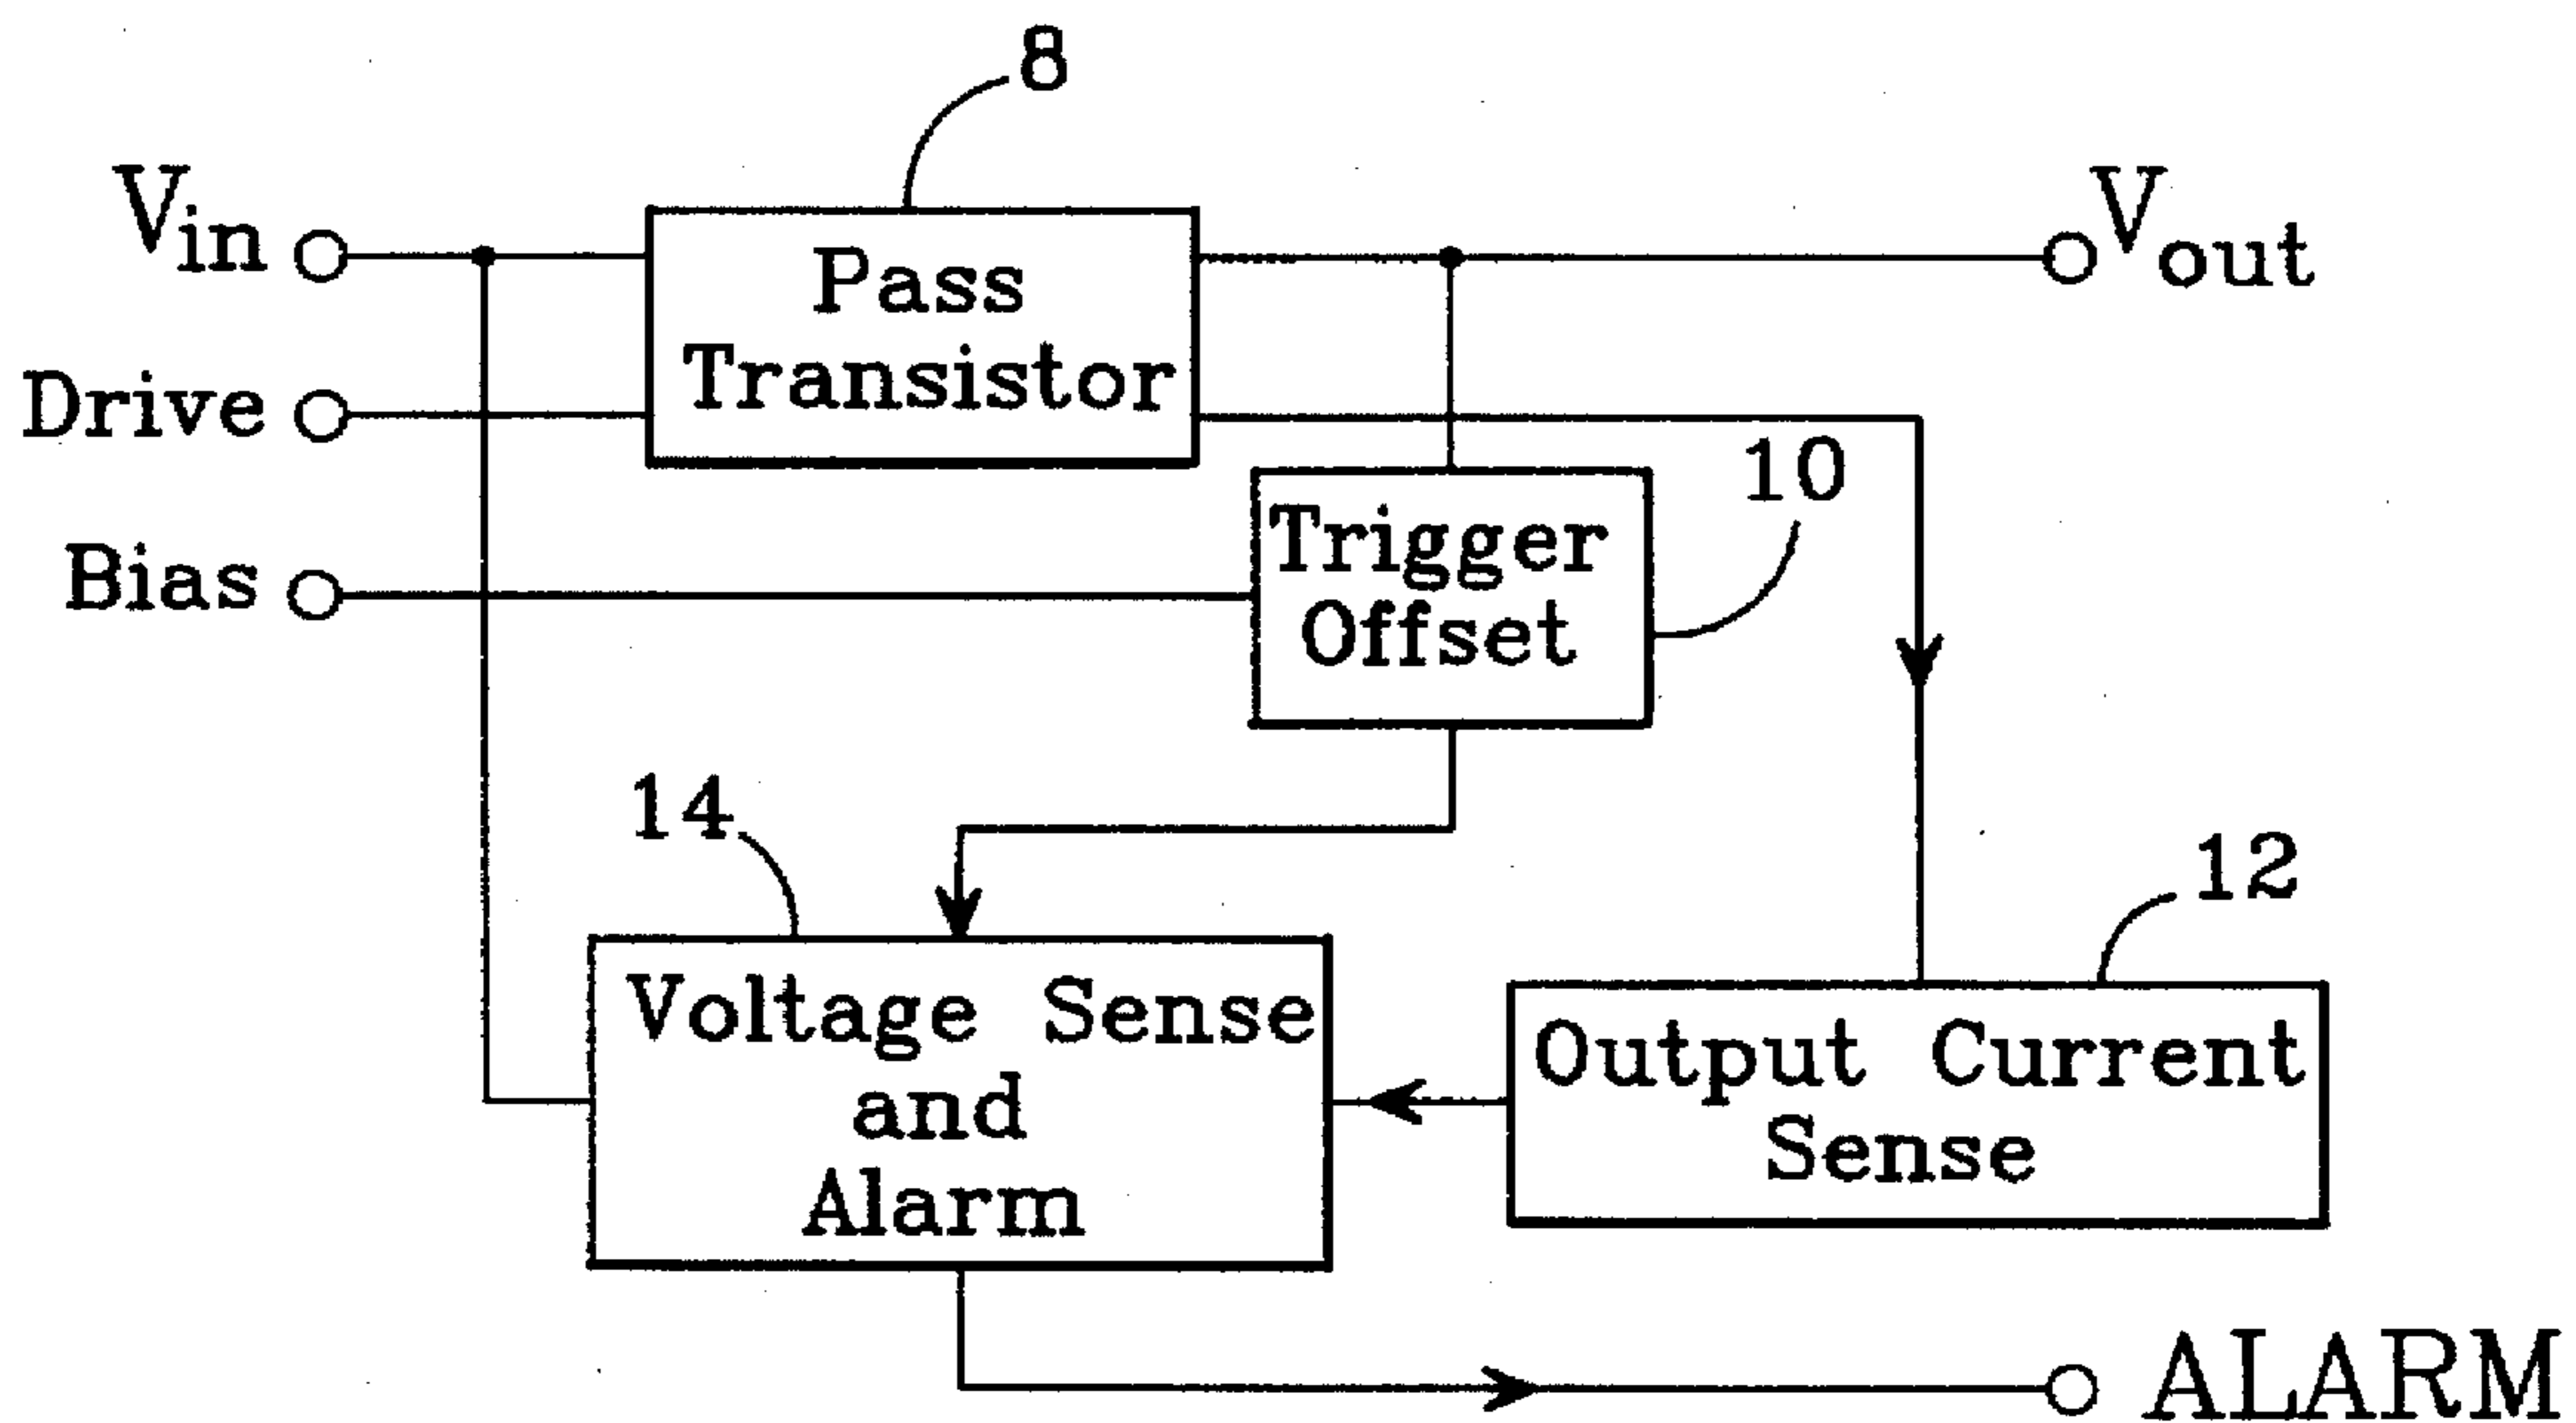 8
Vin
Vout
Pass
Transistor
Drive
10
Trigger
Offset
Bias
14
12
Voltage Sense
and
Alarm
Output Current
Sense
ALARM